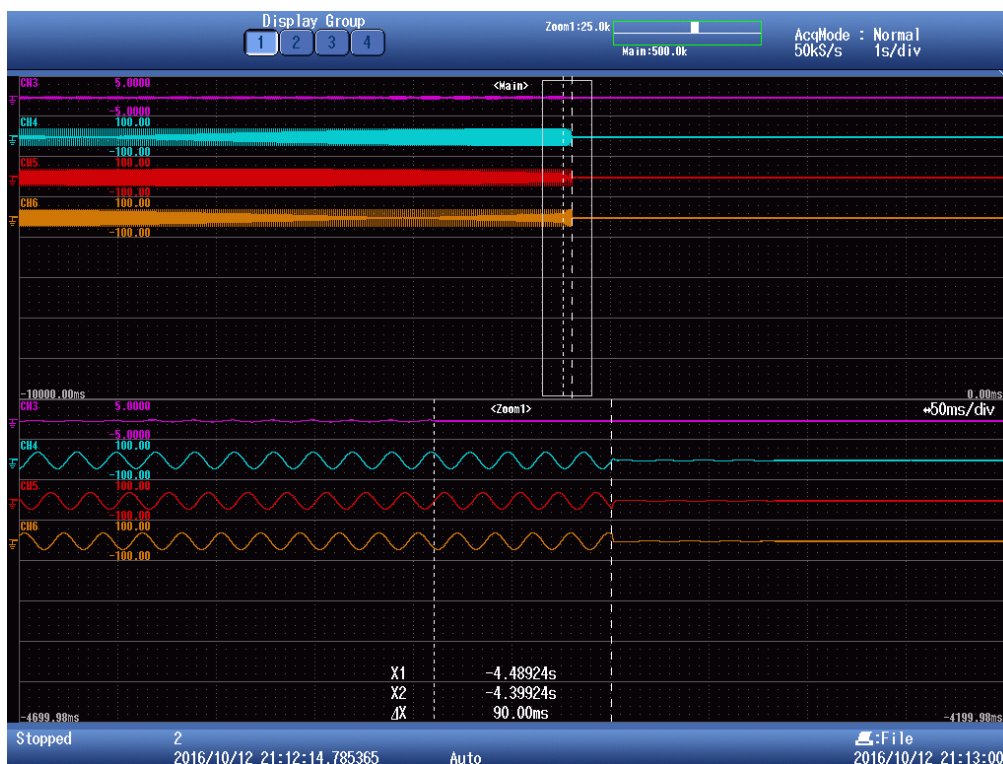 Display Group
1 2 3 4
Zoom1:25.0k
Main:500.0k
AcqMode : Normal
50kS/s 1s/div
CH3 5.0000 <Main>
-5.0000
CH4 100.00
-100.00
CH5 100.00
-100.00
CH6 100.00
-100.00
-10000.00ms 0.00ms
CH3 5.0000 <Zoom1> 50ms/div
-5.0000
CH4 100.00
-100.00
CH5 100.00
-100.00
CH6 100.00
-100.00
X1 -4.48924s
X2 -4.39924s
ΔX 90.00ms
-4699.98ms -4199.98ms
Stopped 2 :File
2016/10/12 21:12:14.785365 Auto 2016/10/12 21:13:00